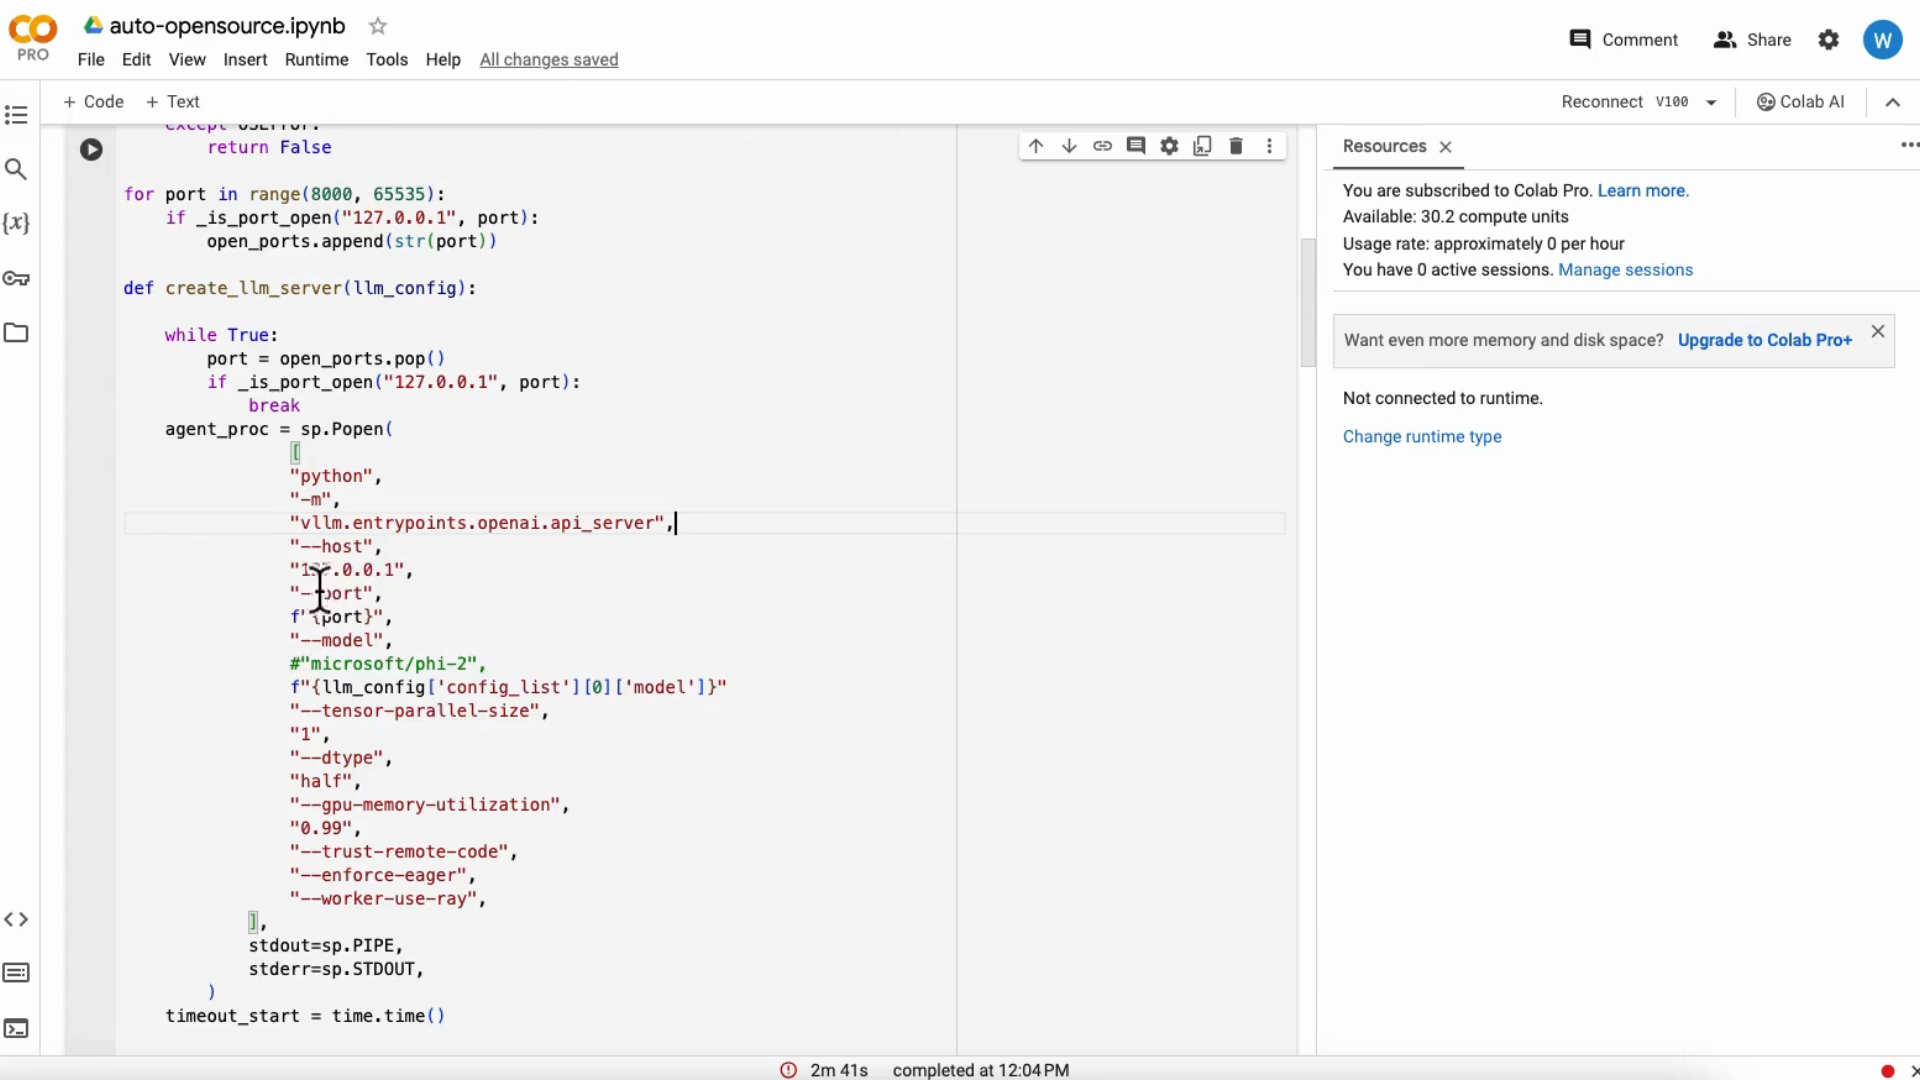 auto-opensource.ipynb
PRO
File Edit View Insert Runtime Tools Help All changes saved
Comment Share W
+ Code + Text
Reconnect V100 Colab AI
except OSError:
return False
for port in range(8000, 65535):
if _is_port_open("127.0.0.1", port):
open_ports.append(str(port))
def create_llm_server(llm_config):
while True:
port = open_ports.pop()
if _is_port_open("127.0.0.1", port):
break
agent_proc = sp.Popen(
[
"python",
"-m",
"vllm.entrypoints.openai.api_server",
"--host",
"127.0.0.1",
"--port",
f"{port}",
"--model",
#"microsoft/phi-2",
f"{llm_config['config_list'][0]['model']}"
"--tensor-parallel-size",
"1",
"--dtype",
"half",
"--gpu-memory-utilization",
"0.99",
"--trust-remote-code",
"--enforce-eager",
"--worker-use-ray",
],
stdout=sp.PIPE,
stderr=sp.STDOUT,
)
timeout_start = time.time()
Resources
You are subscribed to Colab Pro. Learn more.
Available: 30.2 compute units
Usage rate: approximately 0 per hour
You have 0 active sessions. Manage sessions
Want even more memory and disk space? Upgrade to Colab Pro+
Not connected to runtime.
Change runtime type
2m 41s completed at 12:04 PM